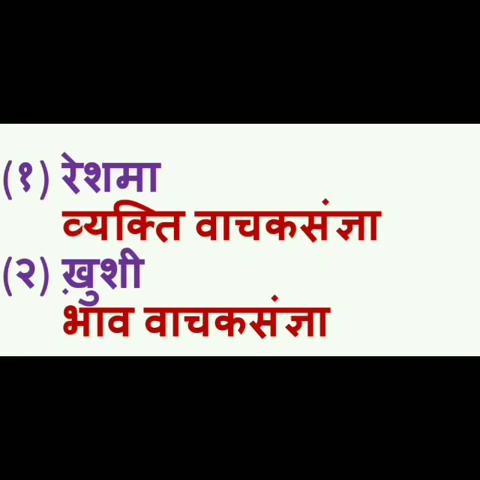 (१) रेशमा
व्यक्ति वाचकसंज्ञा
(२) ख़ुशी
भाव वाचकसंज्ञा